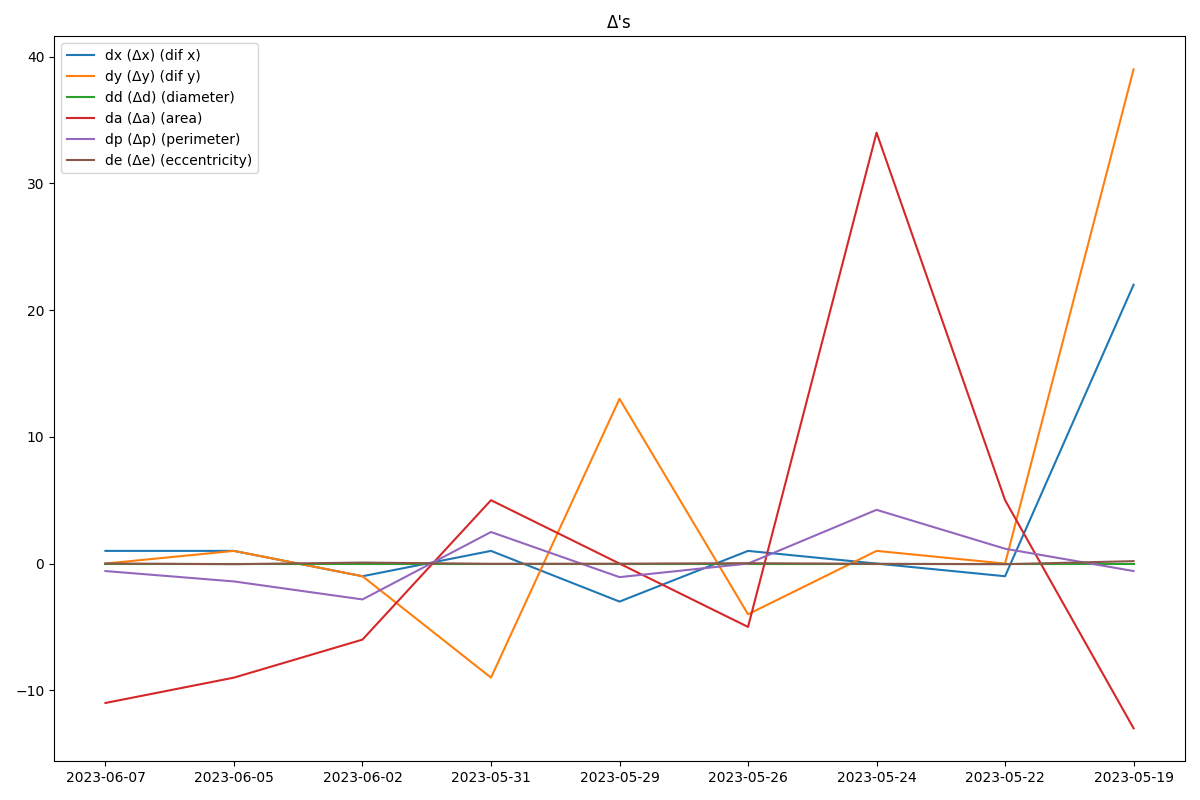 Δ's
dx (Δx) (dif x)
dy (Δy) (dif y)
dd (Δd) (diameter)
da (Δa) (area)
dp (Δp) (perimeter)
de (Δe) (eccentricity)
40
30
20
10
0
−10
2023-06-07 2023-06-05 2023-06-02 2023-05-31 2023-05-29 2023-05-26 2023-05-24 2023-05-22 2023-05-19